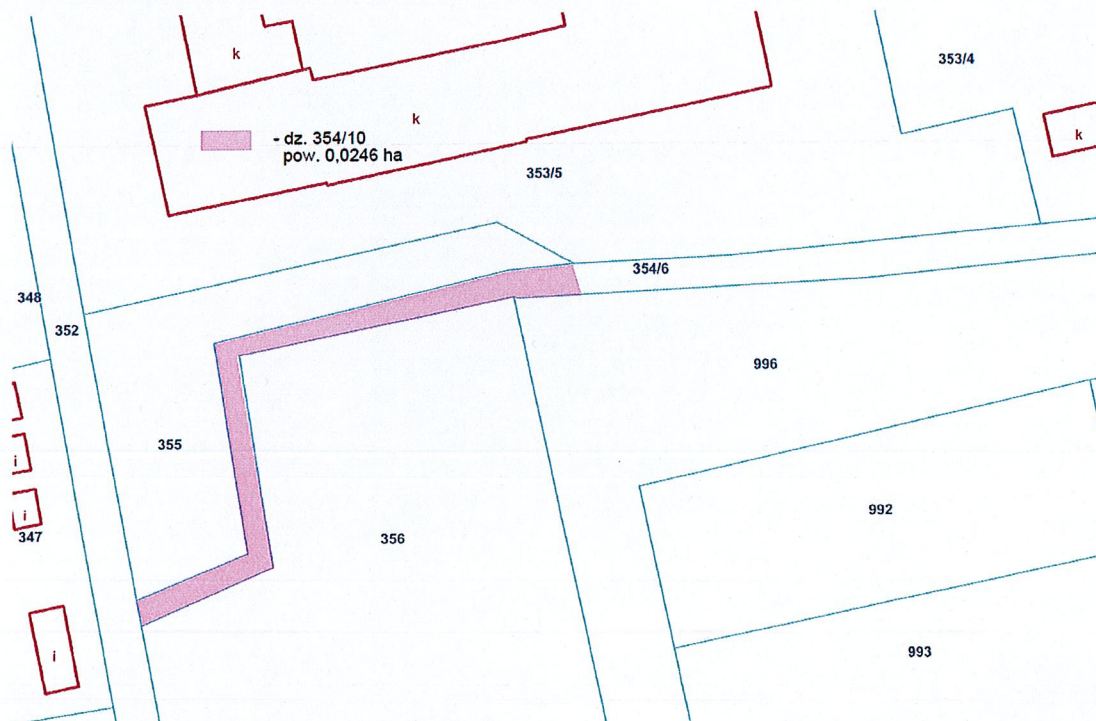 k
353/4
k
- dz. 354/10
pow. 0,0246 ha
k
353/5
354/6
348
352
996
355
i
992
i
347
356
i
993